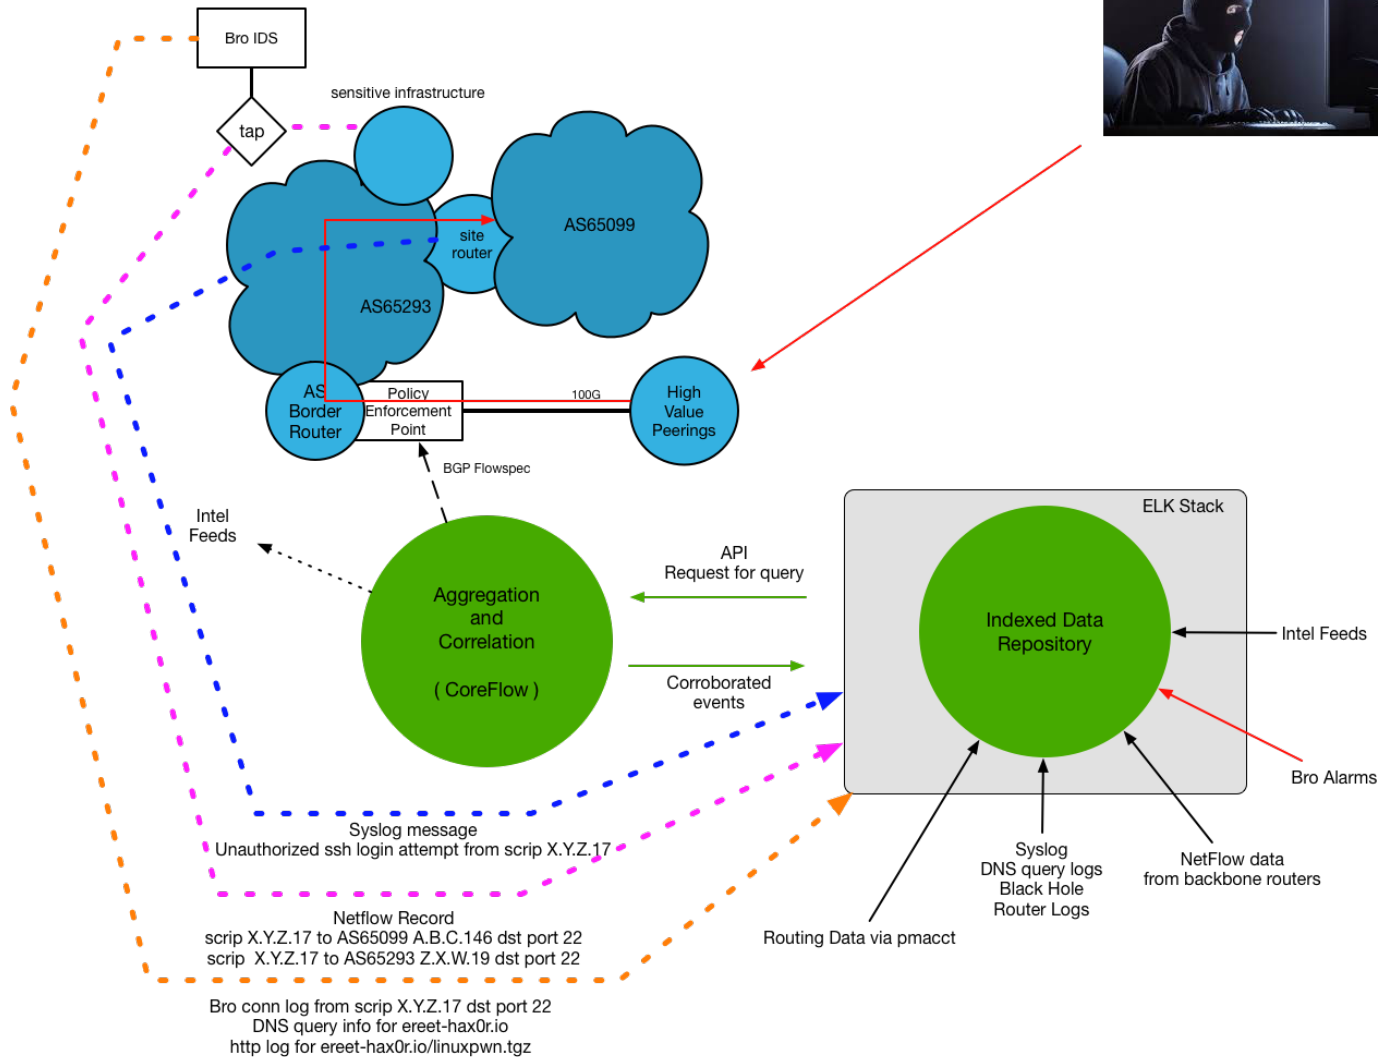 Bro IDS
tap
sensitive infrastructure
AS65099
site
router
AS65293
AS
Border
Router
Policy
Enforcement
Point
100G
High
Value
Peerings
BGP Flowspec
Intel
Feeds
Aggregation
and
Correlation
( CoreFlow )
API
Request for query
Corroborated
events
ELK Stack
Indexed Data
Repository
Intel Feeds
Bro Alarms
NetFlow data
from backbone routers
Syslog
DNS query logs
Black Hole
Router Logs
Routing Data via pmacct
Syslog message
Unauthorized ssh login attempt from scrip X.Y.Z.17
Netflow Record
scrip X.Y.Z.17 to AS65099 A.B.C.146 dst port 22
scrip X.Y.Z.17 to AS65293 Z.X.W.19 dst port 22
Bro conn log from scrip X.Y.Z.17 dst port 22
DNS query info for ereet-hax0r.io
http log for ereet-hax0r.io/linuxpwn.tgz